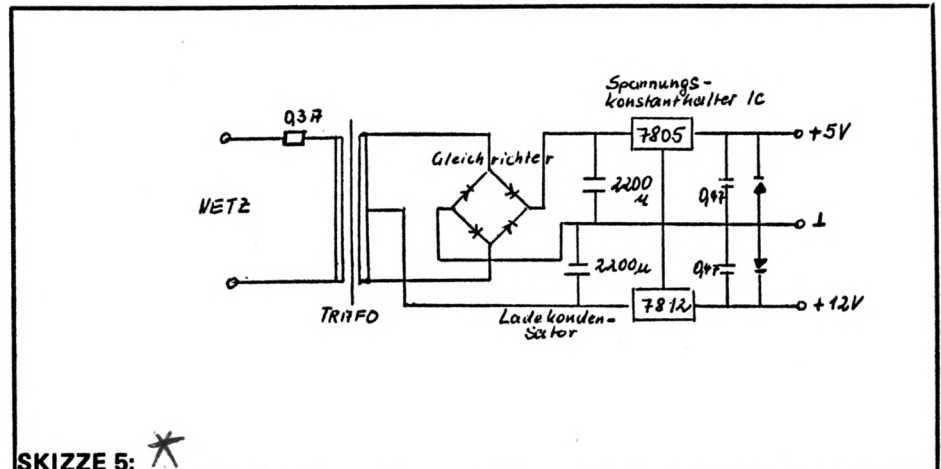 Spannungs-
konstanthalter IC
0,3A
7805
+5V
Gleichrichter
2200
µ
0,47
NETZ
⊥
2200µ
0,47
7812
+12V
TRAFO
Ladekonden-
sator
SKIZZE 5: *